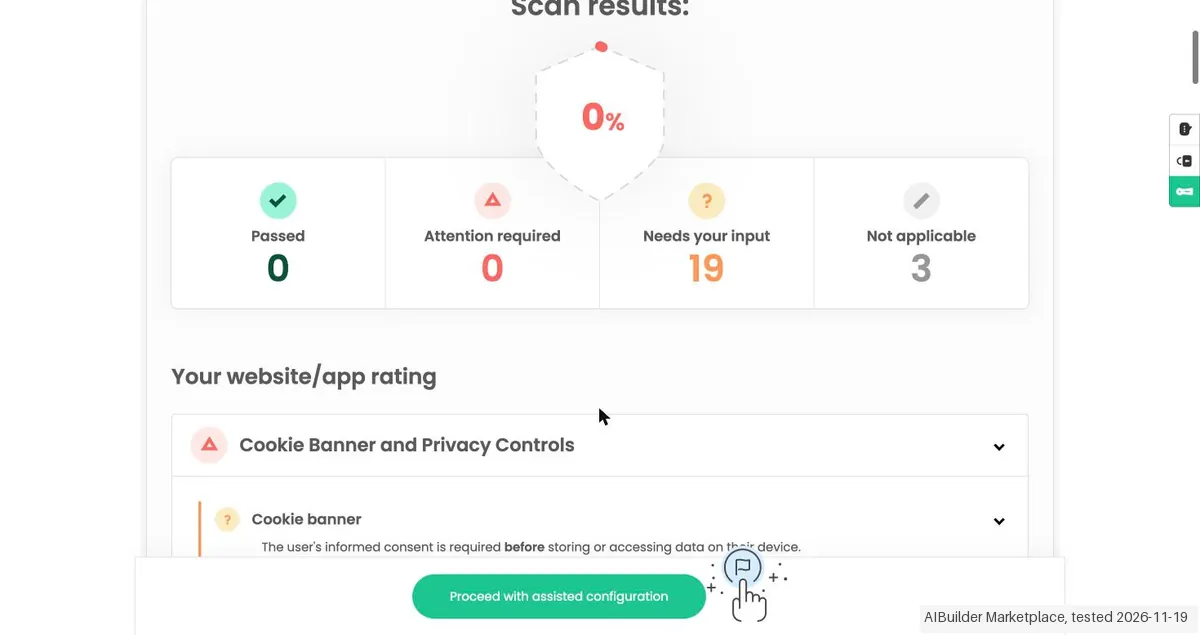 Scan results:
0%
Passed
0
Attention required
0
Needs your input
19
Not applicable
3
Your website/app rating
Cookie Banner and Privacy Controls
Cookie banner
The user's informed consent is required before storing or accessing data on their device.
Proceed with assisted configuration
AIBuilder Marketplace, tested 2026-11-19